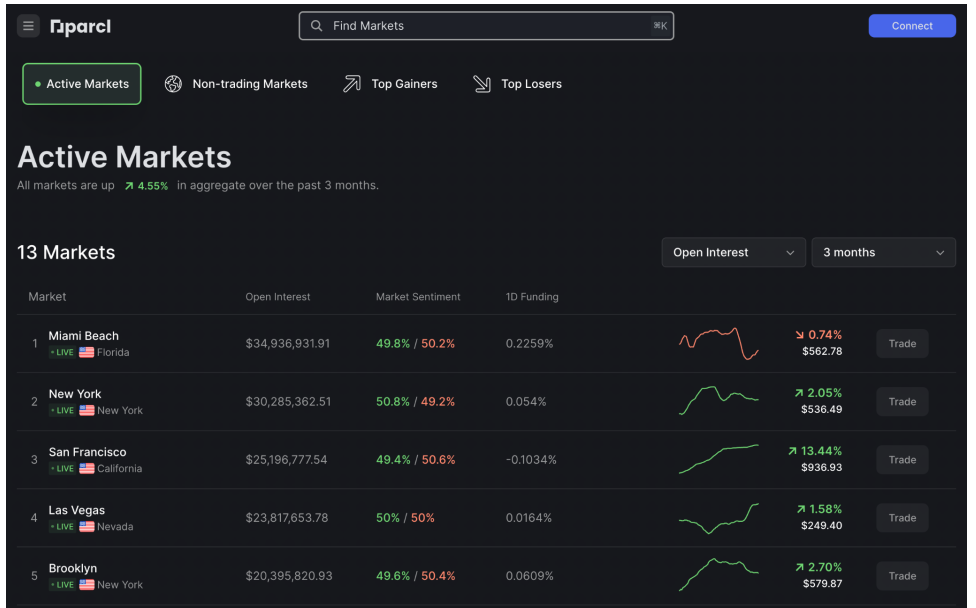 parcl
Find Markets
⌘K
Connect
Active Markets
Non-trading Markets
Top Gainers
Top Losers
Active Markets
All markets are up 4.55% in aggregate over the past 3 months.
13 Markets
Open Interest
3 months
Market Open Interest Market Sentiment 1D Funding
1 Miami Beach $34,936,931.91 49.8% / 50.2% 0.2259% 0.74% Trade
LIVE Florida $562.78
2 New York $30,285,362.51 50.8% / 49.2% 0.054% 2.05% Trade
LIVE New York $536.49
3 San Francisco $25,196,777.54 49.4% / 50.6% -0.1034% 13.44% Trade
LIVE California $936.93
4 Las Vegas $23,817,653.78 50% / 50% 0.0164% 1.58% Trade
LIVE Nevada $249.40
5 Brooklyn $20,395,820.93 49.6% / 50.4% 0.0609% 2.70% Trade
LIVE New York $579.87